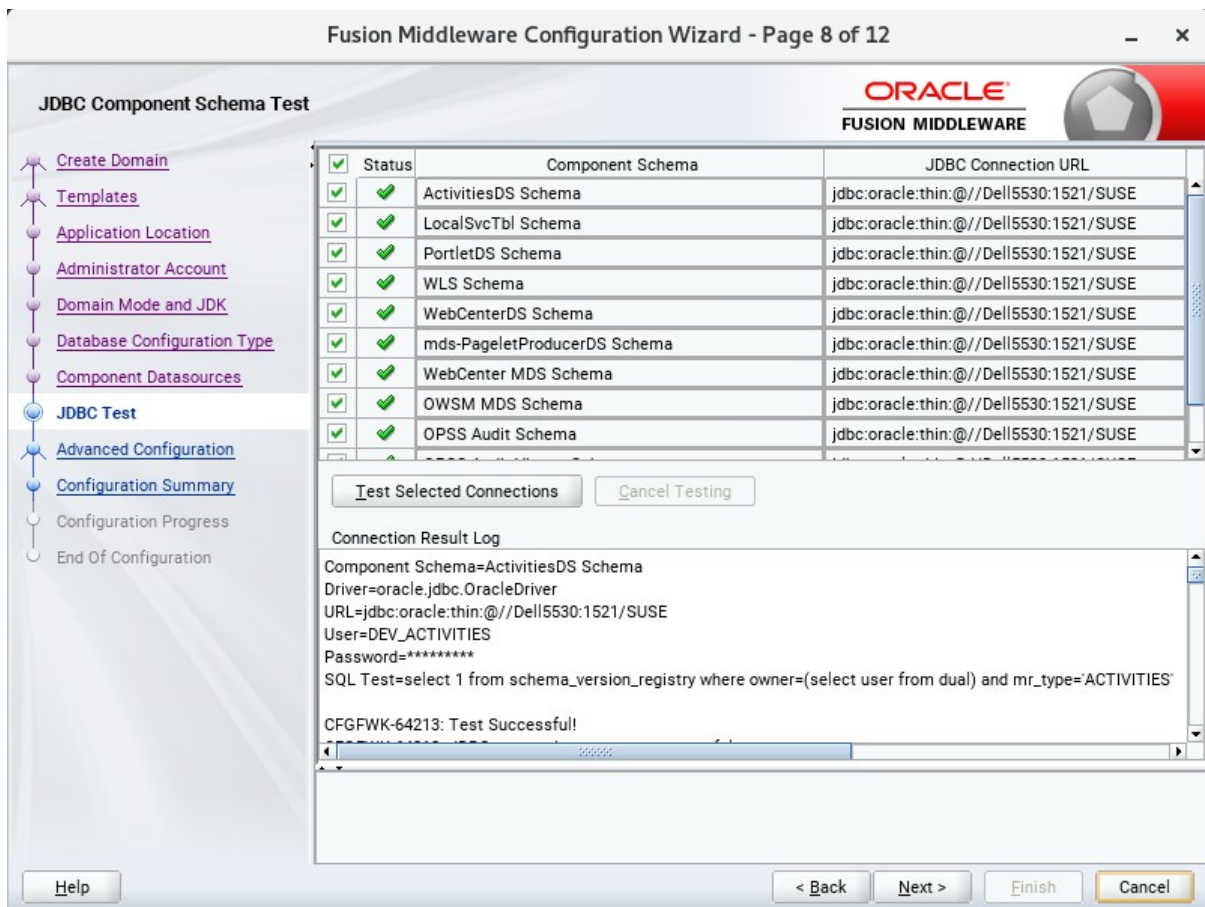 Fusion Middleware Configuration Wizard - Page 8 of 12
JDBC Component Schema Test
ORACLE
FUSION MIDDLEWARE
Create Domain
Templates
Application Location
Administrator Account
Domain Mode and JDK
Database Configuration Type
Component Datasources
JDBC Test
Advanced Configuration
Configuration Summary
Configuration Progress
End Of Configuration
Status Component Schema JDBC Connection URL
ActivitiesDS Schema jdbc:oracle:thin:@//Dell5530:1521/SUSE
LocalSvcTbl Schema jdbc:oracle:thin:@//Dell5530:1521/SUSE
PortletDS Schema jdbc:oracle:thin:@//Dell5530:1521/SUSE
WLS Schema jdbc:oracle:thin:@//Dell5530:1521/SUSE
WebCenterDS Schema jdbc:oracle:thin:@//Dell5530:1521/SUSE
mds-PageletProducerDS Schema jdbc:oracle:thin:@//Dell5530:1521/SUSE
WebCenter MDS Schema jdbc:oracle:thin:@//Dell5530:1521/SUSE
OWSM MDS Schema jdbc:oracle:thin:@//Dell5530:1521/SUSE
OPSS Audit Schema jdbc:oracle:thin:@//Dell5530:1521/SUSE
Test Selected Connections Cancel Testing
Connection Result Log
Component Schema=ActivitiesDS Schema
Driver=oracle.jdbc.OracleDriver
URL=jdbc:oracle:thin:@//Dell5530:1521/SUSE
User=DEV_ACTIVITIES
Password=*********
SQL Test=select 1 from schema_version_registry where owner=(select user from dual) and mr_type='ACTIVITIES'
CFGFWK-64213: Test Successful!
Help < Back Next > Finish Cancel